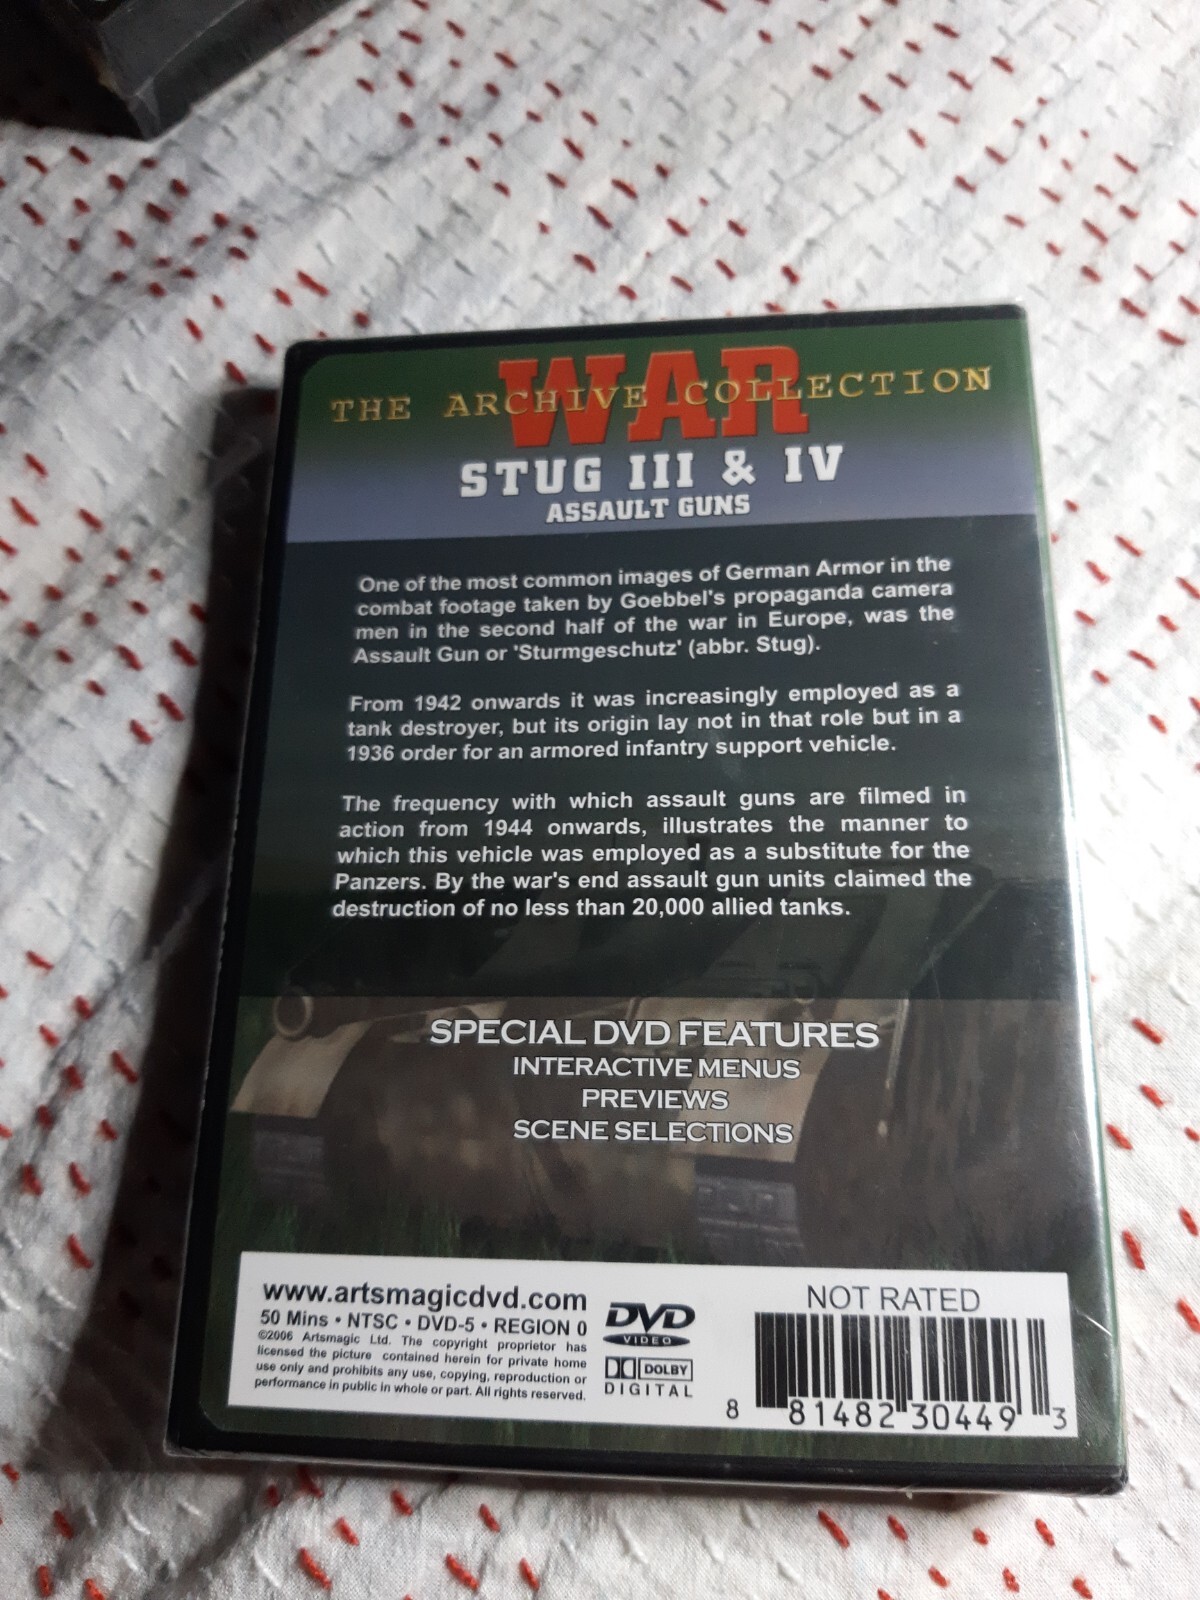 WAR
THE ARCHIVE COLLECTION
STUG III & IV
ASSAULT GUNS
One of the most common images of German Armor in the
combat footage taken by Goebbel's propaganda camera
men in the second half of the war in Europe, was the
Assault Gun or 'Sturmgeschutz' (abbr. Stug).
From 1942 onwards it was increasingly employed as a
tank destroyer, but its origin lay not in that role but in a
1936 order for an armored infantry support vehicle.
The frequency with which assault guns are filmed in
action from 1944 onwards, illustrates the manner to
which this vehicle was employed as a substitute for the
Panzers. By the war's end assault gun units claimed the
destruction of no less than 20,000 allied tanks.
SPECIAL DVD FEATURES
INTERACTIVE MENUS
PREVIEWS
SCENE SELECTIONS
www.artsmagicdvd.com
50 Mins • NTSC • DVD-5 • REGION 0
©2006 Artsmagic Ltd. The copyright proprietor has
licensed the picture contained herein for private home
use only and prohibits any use, copying, reproduction or
performance in public in whole or part. All rights reserved.
DVD
VIDEO
DOLBY
DIGITAL
NOT RATED
8 81482 30449 3